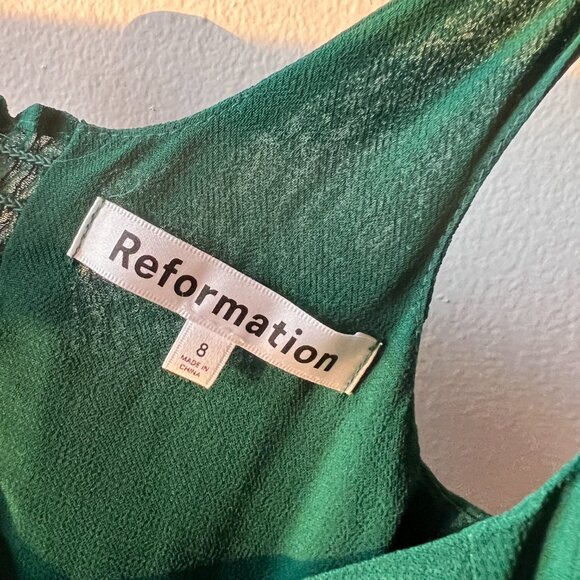 Reformation
8
MADE IN
CHINA